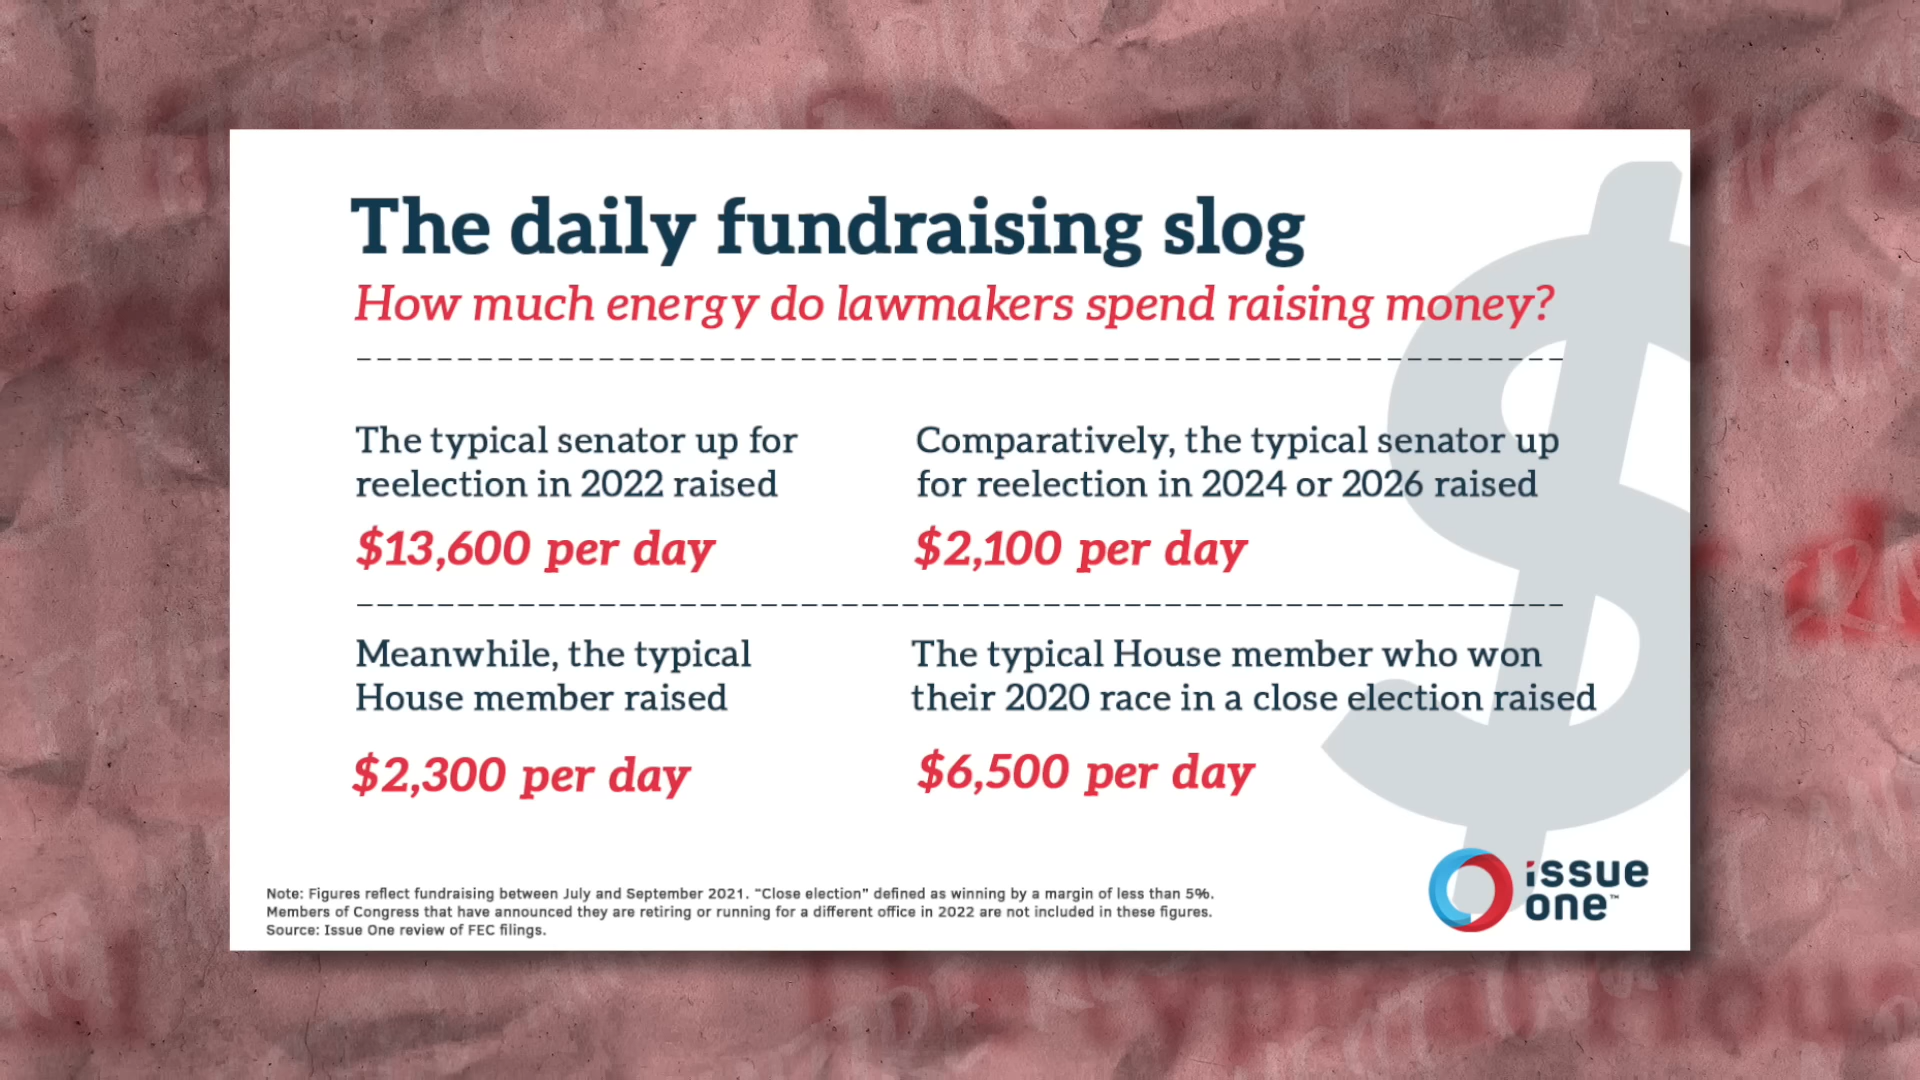 The daily fundraising slog
How much energy do lawmakers spend raising money?
The typical senator up for
reelection in 2022 raised
$13,600 per day
Comparatively, the typical senator up
for reelection in 2024 or 2026 raised
$2,100 per day
Meanwhile, the typical
House member raised
$2,300 per day
The typical House member who won
their 2020 race in a close election raised
$6,500 per day
Note: Figures reflect fundraising between July and September 2021. "Close election" defined as winning by a margin of less than 5%.
Members of Congress that have announced they are retiring or running for a different office in 2022 are not included in these figures.
Source: Issue One review of FEC filings.
issue
one™